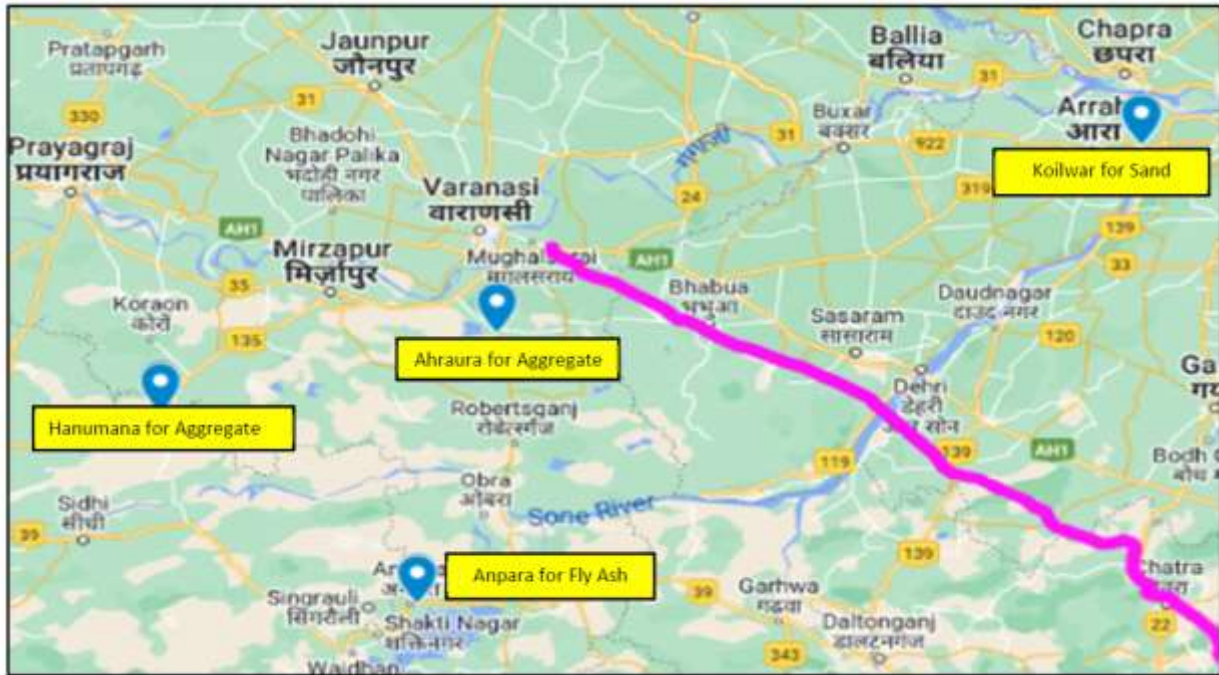 Pratapgarh
प्रतापगढ़
Jaunpur
जौनपुर
Ballia
बलिया
Chapra
छपरा
31
31
330
Bhadohi
Nagar Palika
भदोही नगर
पालिका
Buxar
बक्सर
31
922
Arrah
आरा
Prayagraj
प्रयागराज
Koilwar for Sand
Varanasi
वाराणसी
24
319
139
AH1
Mirzapur
मिर्ज़ापुर
AH1
33
35
Bhabua
भभुआ
Daudnagar
दाउद नगर
Koraon
कोराँव
135
Sasaram
सासाराम
120
Ahraura for Aggregate
Dehri
डेहरी
Hanumana for Aggregate
Robertsganj
रोबेर्ट्सगंज
139
AH1
119
Obra
ओबरा
Sone River
Sidhi
सीधी
39
139
Anpara for Fly Ash
Chatra
Singrauli
सिंगरौली
39
Garhwa
गढ़वा
Shakti Nagar
शक्तिनगर
Daltonganj
डालटनगंज
22
343
Waidhan